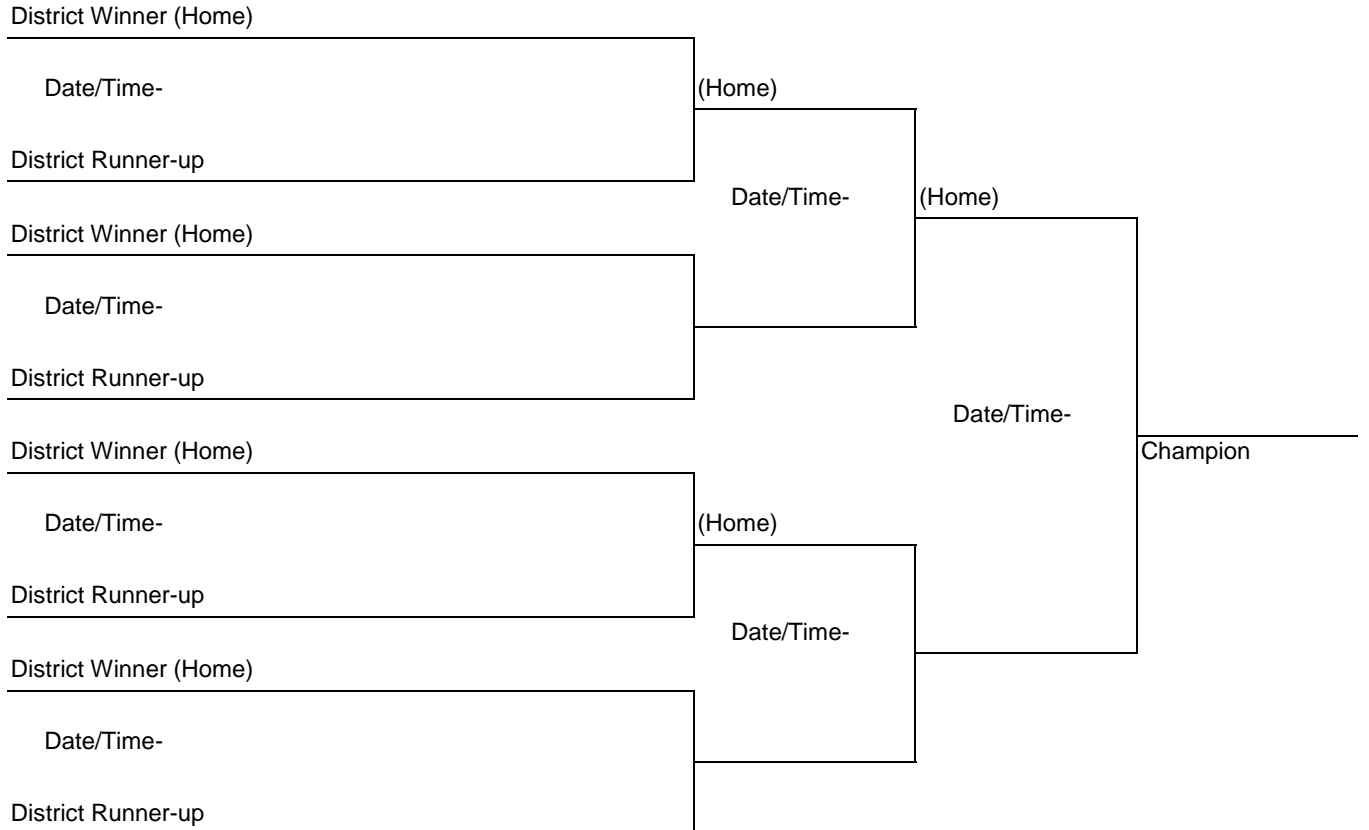 District Winner (Home)
Date/Time-
(Home)
District Runner-up
Date/Time-
(Home)
District Winner (Home)
Date/Time-
District Runner-up
Date/Time-
District Winner (Home)
Champion
Date/Time-
(Home)
District Runner-up
Date/Time-
District Winner (Home)
Date/Time-
District Runner-up